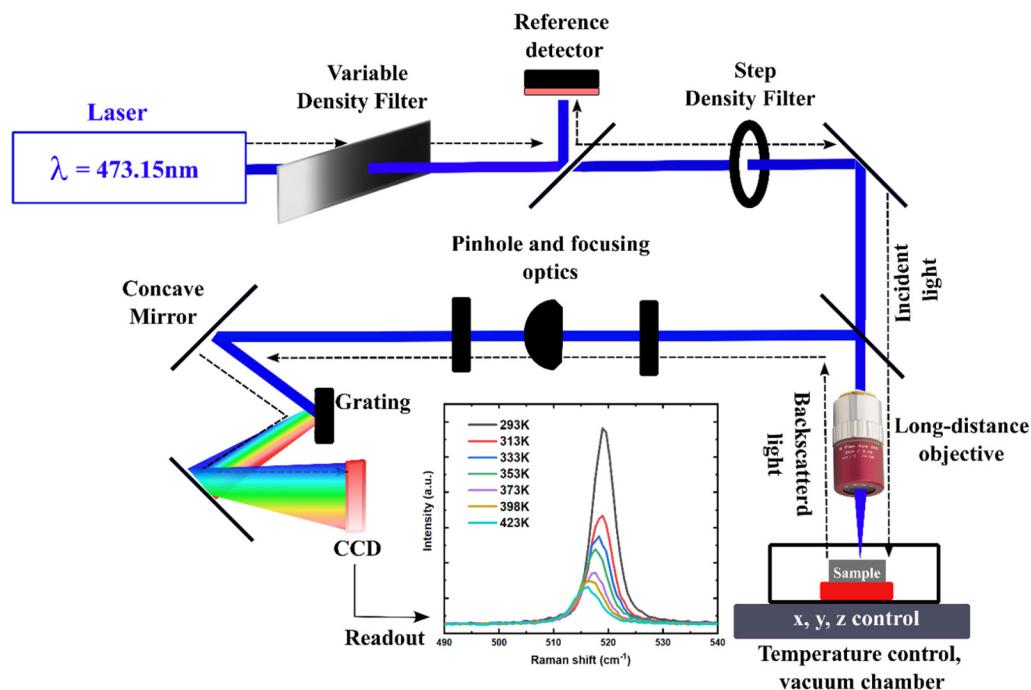 Reference
detector
Variable
Density Filter
Step
Density Filter
Laser
λ = 473.15nm
Pinhole and focusing
optics
Incident
light
Concave
Mirror
Grating
Backscatterd
light
Long-distance
objective
293K
313K
333K
353K
373K
398K
423K
Intensity (a.u.)
490
500
510
520
530
540
Raman shift (cm⁻¹)
CCD
Readout
Sample
x, y, z control
Temperature control,
vacuum chamber